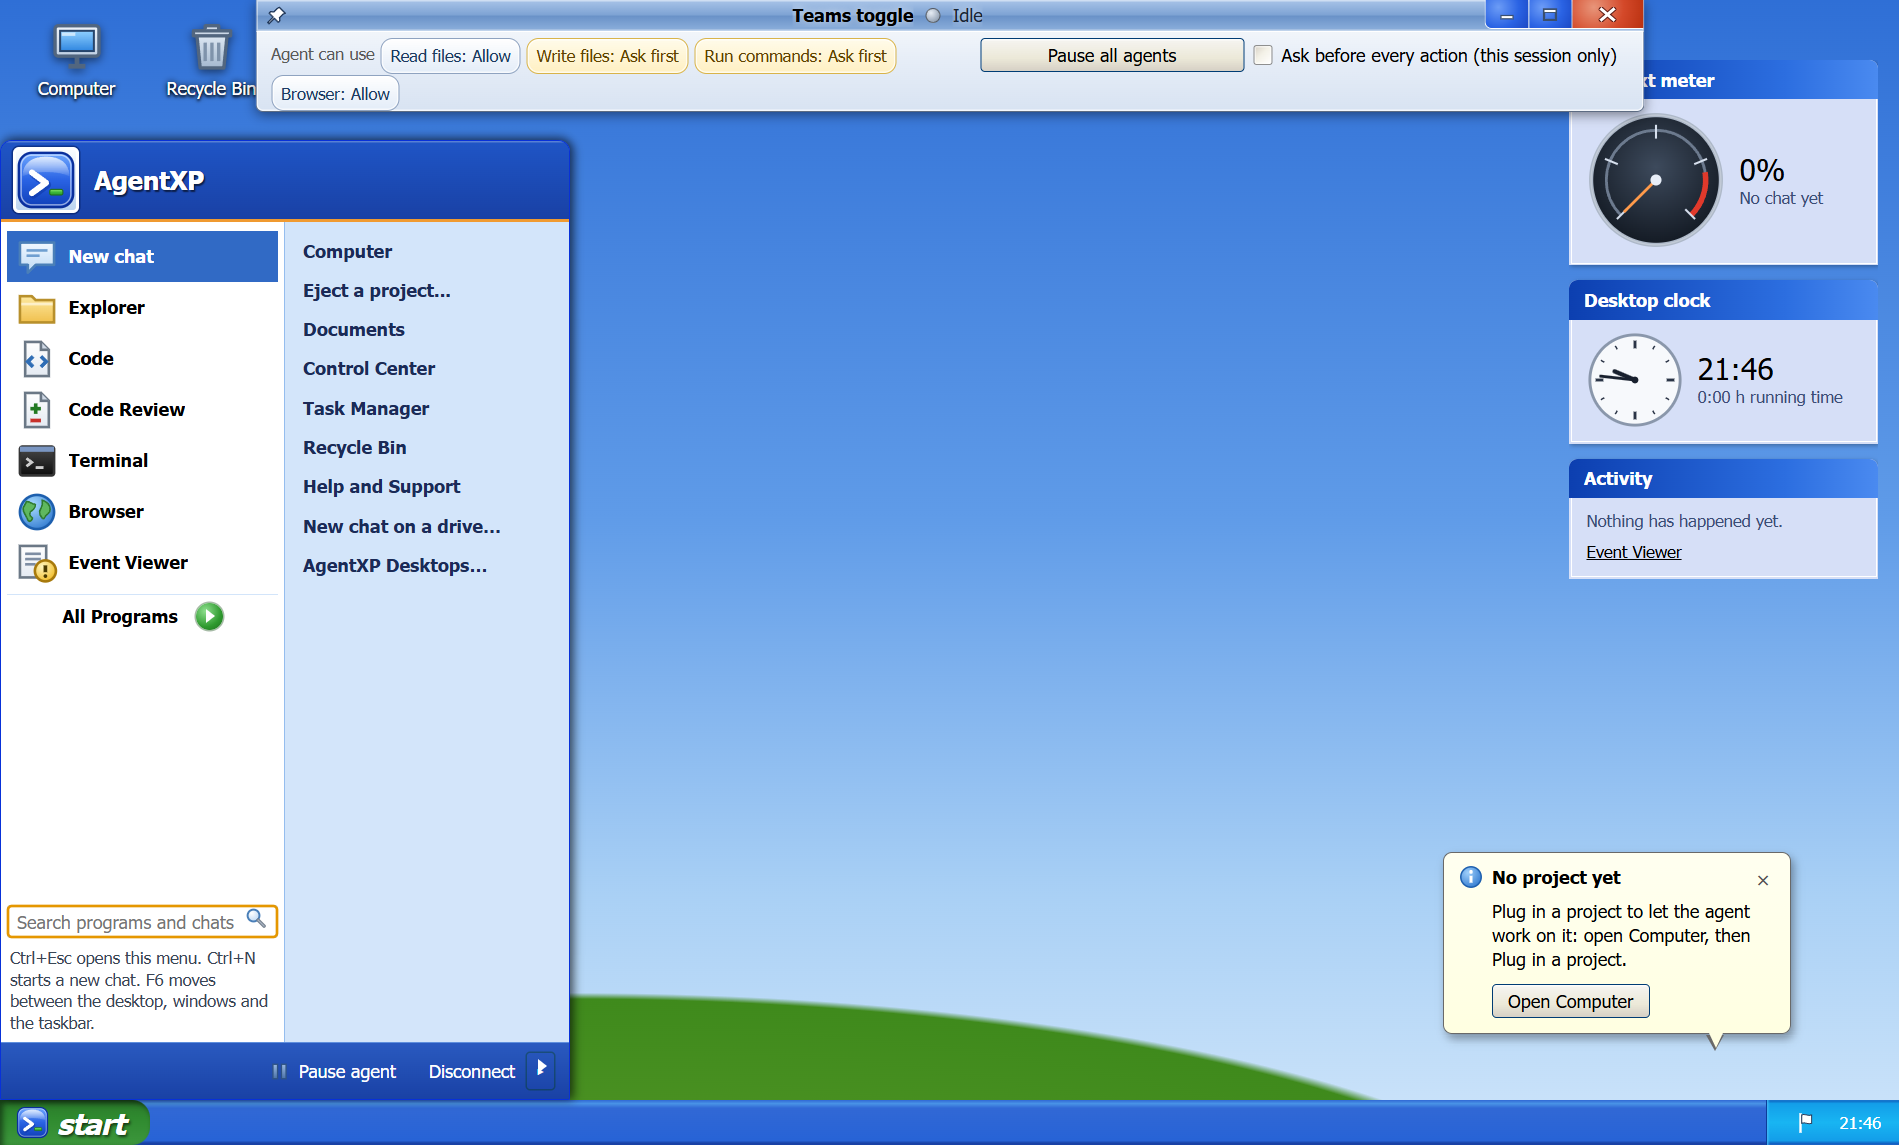 Teams toggle Idle
Agent can use Read files: Allow Write files: Ask first Run commands: Ask first Pause all agents Ask before every action (this session only)
Browser: Allow
Computer
Recycle Bin
AgentXP
New chat
Explorer
Code
Code Review
Terminal
Browser
Event Viewer
All Programs
Search programs and chats
Ctrl+Esc opens this menu. Ctrl+N
starts a new chat. F6 moves
between the desktop, windows and
the taskbar.
Computer
Eject a project...
Documents
Control Center
Task Manager
Recycle Bin
Help and Support
New chat on a drive...
AgentXP Desktops...
Pause agent Disconnect
meter
0%
No chat yet
Desktop clock
21:46
0:00 h running time
Activity
Nothing has happened yet.
Event Viewer
No project yet
Plug in a project to let the agent
work on it: open Computer, then
Plug in a project.
Open Computer
start
21:46